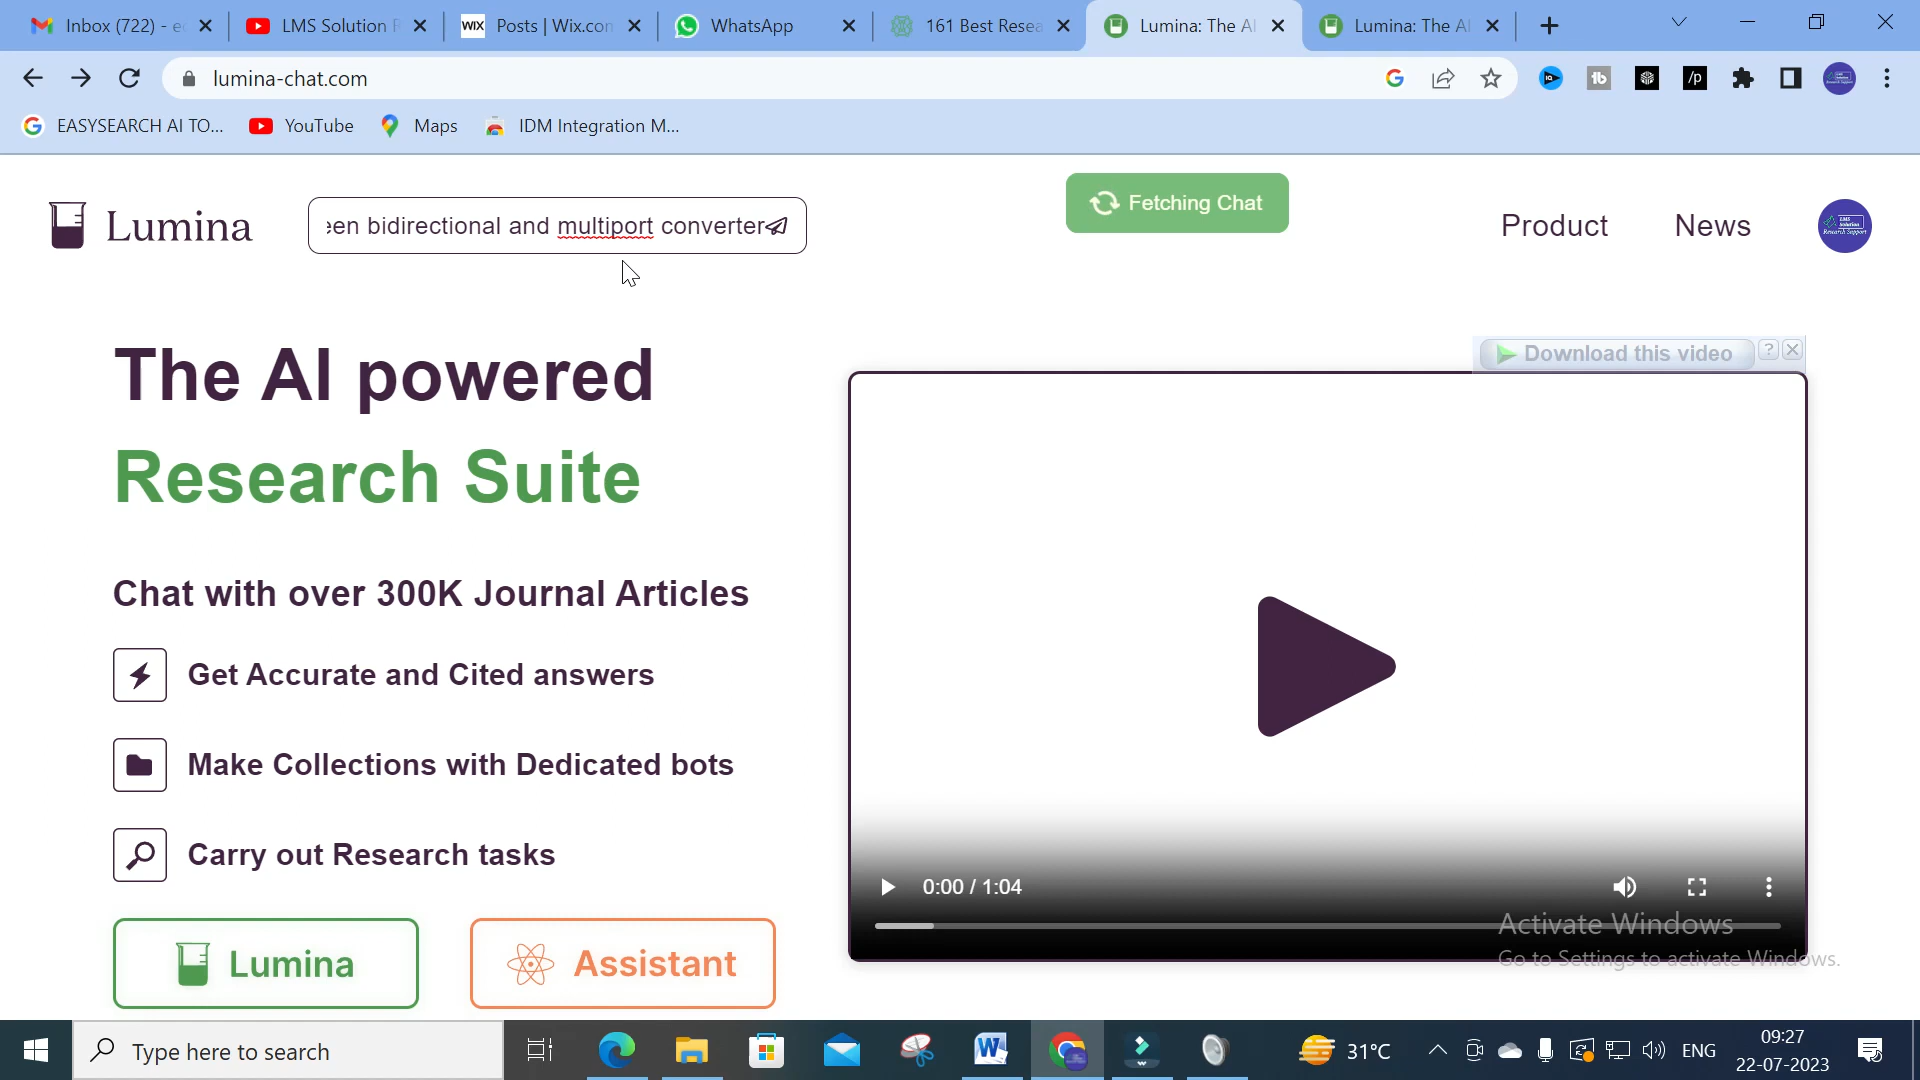 Inbox (722) - e
LMS Solution
Posts | Wix.com
WhatsApp
161 Best Resea
Lumina: The AI
Lumina: The AI
lumina-chat.com
EASYSEARCH AI TO...
YouTube
Maps
IDM Integration M...
Lumina
een bidirectional and multiport converter
Fetching Chat
Product
News
The AI powered
Research Suite
Download this video
?
Chat with over 300K Journal Articles
Get Accurate and Cited answers
Make Collections with Dedicated bots
Carry out Research tasks
0:00 / 1:04
Lumina
Assistant
Activate Windows
Go to Settings to activate Windows.
Type here to search
31°C
ENG
09:27
22-07-2023